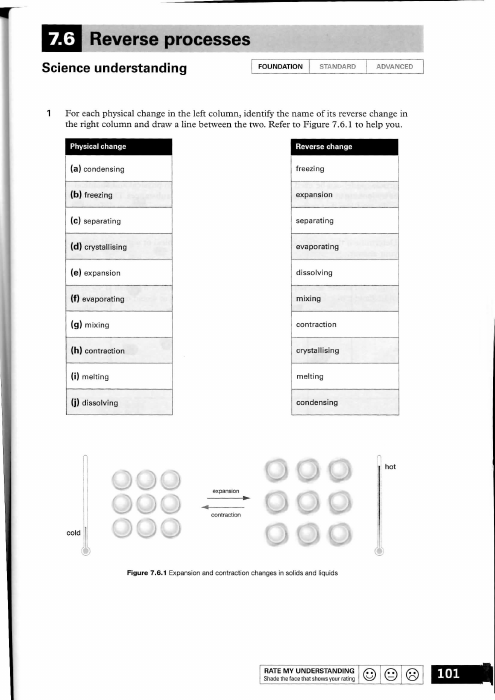 7.6 Reverse processes
Science understanding
FOUNDATION STANDARD ADVANCED
1 For each physical change in the left column, identify the name of its reverse change in
the right column and draw a line between the two. Refer to Figure 7.6.1 to help you.
Physical change Reverse change
(a) condensing freezing
(b) freezing expansion
(c) separating separating
(d) crystallising evaporating
(e) expansion dissolving
(f) evaporating mixing
(g) mixing contraction
(h) contraction crystallising
(i) melting melting
(j) dissolving condensing
hot
expansion
contraction
cold
Figure 7.6.1 Expansion and contraction changes in solids and liquids
RATE MY UNDERSTANDING
Shade the face that shows your rating
101